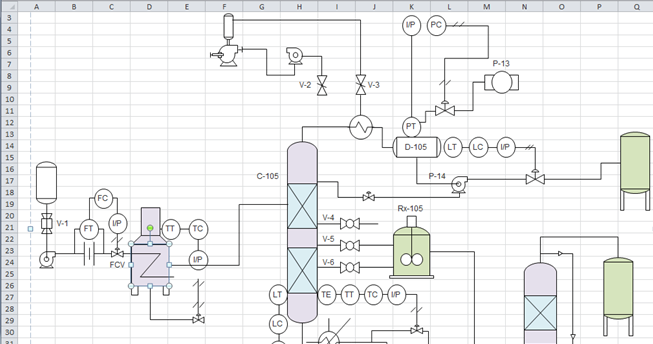 A B C D E F G H I J K L M N O P Q
3
4
5
6
7
8
9
10
11
12
13
14
15
16
17
18
19
20
21
22
23
24
25
26
27
28
29
30
I/P PC
P-13
V-2 V-3
PT
D-105 LT LC I/P
C-105 P-14
FC
V-1 FT I/P TT TC
V-4 Rx-105
V-5
V-6
FCV I/P
LT TE TT TC I/P
LC